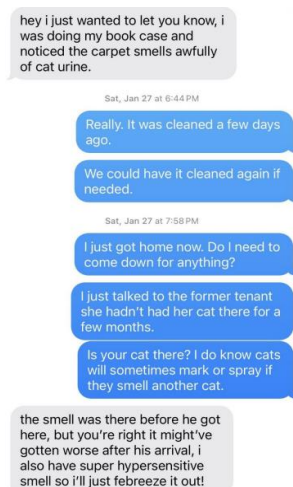 hey i just wanted to let you know, i
was doing my book case and
noticed the carpet smells awfully
of cat urine.
Sat, Jan 27 at 6:44 PM
Really. It was cleaned a few days
ago.
We could have it cleaned again if
needed.
Sat, Jan 27 at 7:58 PM
I just got home now. Do I need to
come down for anything?
I just talked to the former tenant
she hadn't had her cat there for a
few months.
Is your cat there? I do know cats
will sometimes mark or spray if
they smell another cat.
the smell was there before he got
here, but you're right it might've
gotten worse after his arrival, i
also have super hypersensitive
smell so i'll just febreeze it out!